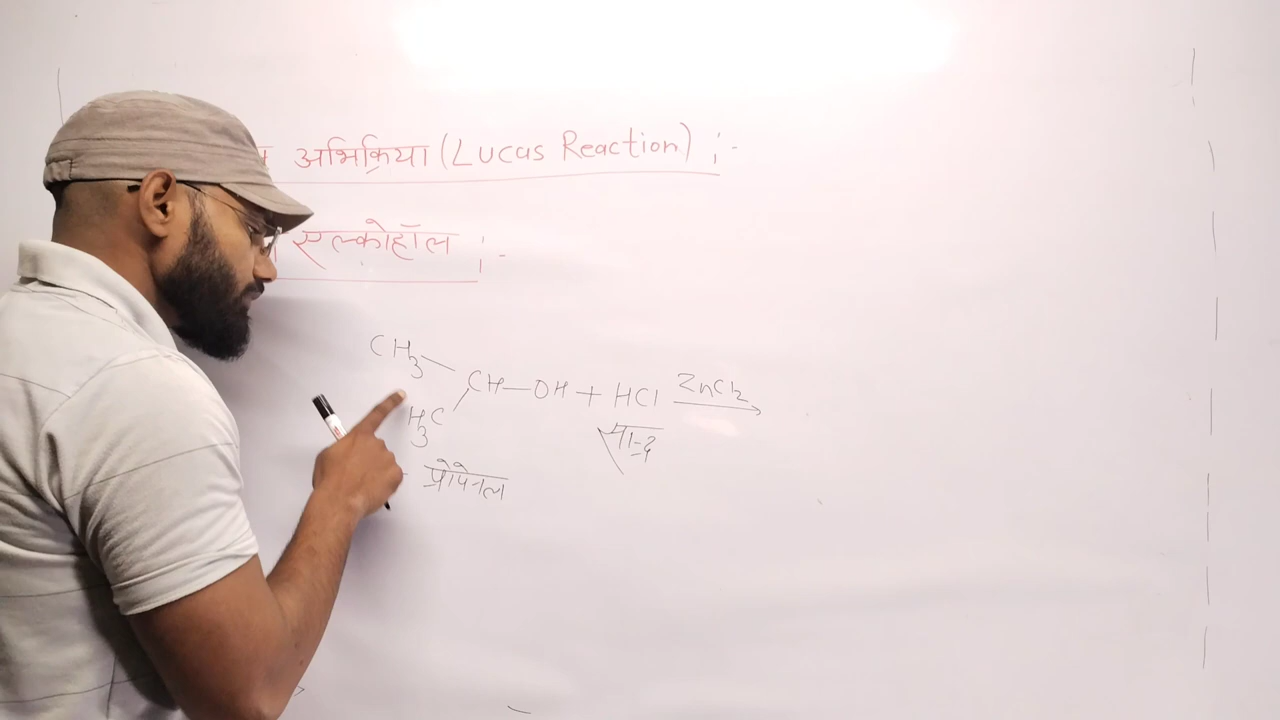 अभिक्रिया (Lucas Reaction) ;-
एल्कोहॉल ;-
CH3
CH—OH + HCl ZnCl2
H3C
सान्द्र
- प्रोपेनॉल